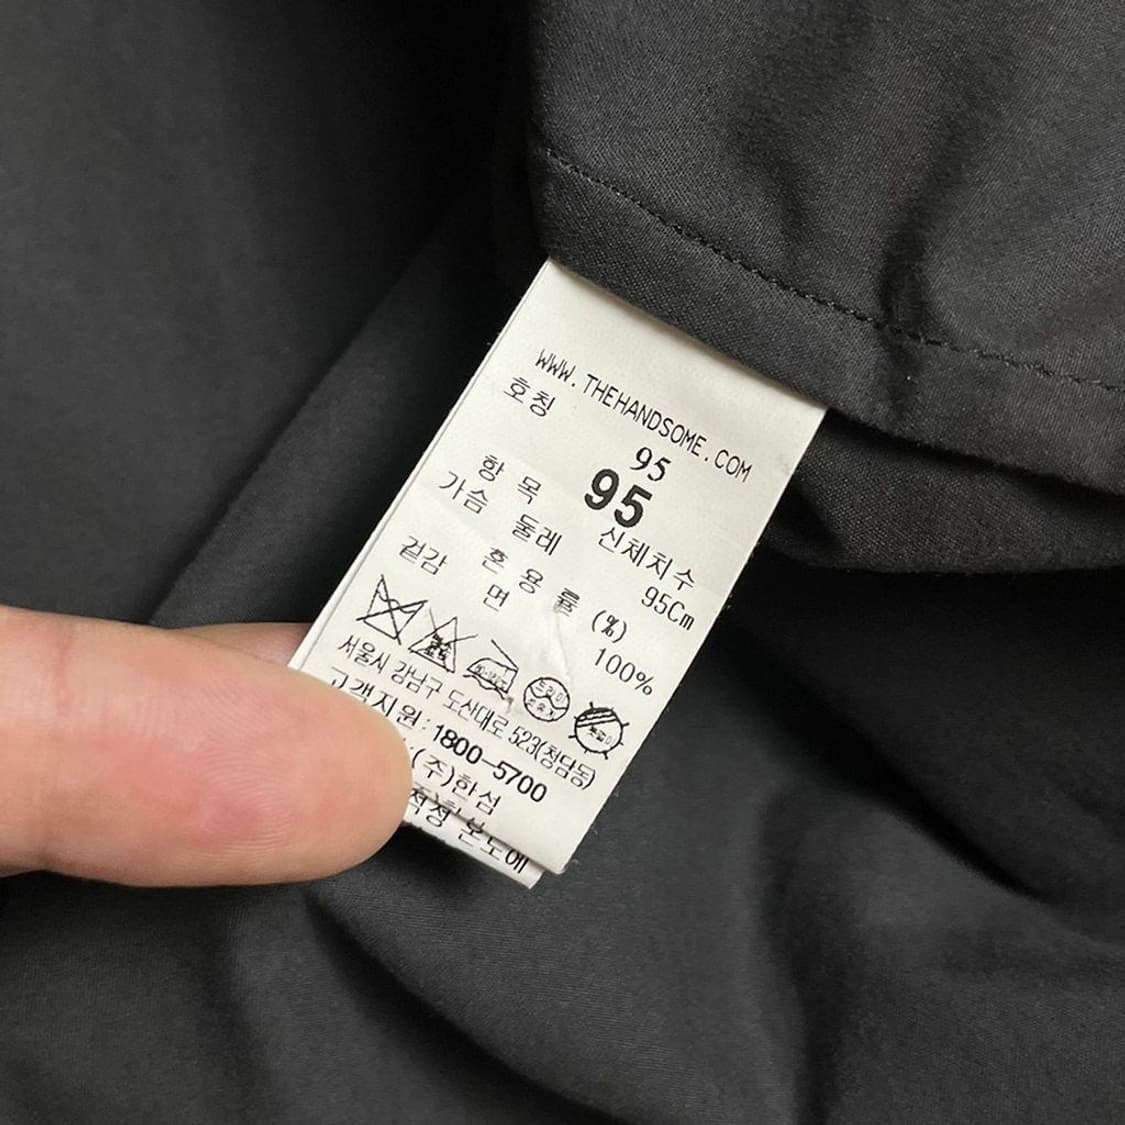 WWW.THEHANDSOME.COM
호칭
95
95
항 목 신체치수
가슴 둘레 95Cm
혼 용 률 (%)
겉감 면 100%
서울시 강남구 도산대로 523(청담동)
고객지원:1800-5700
(주)한섬